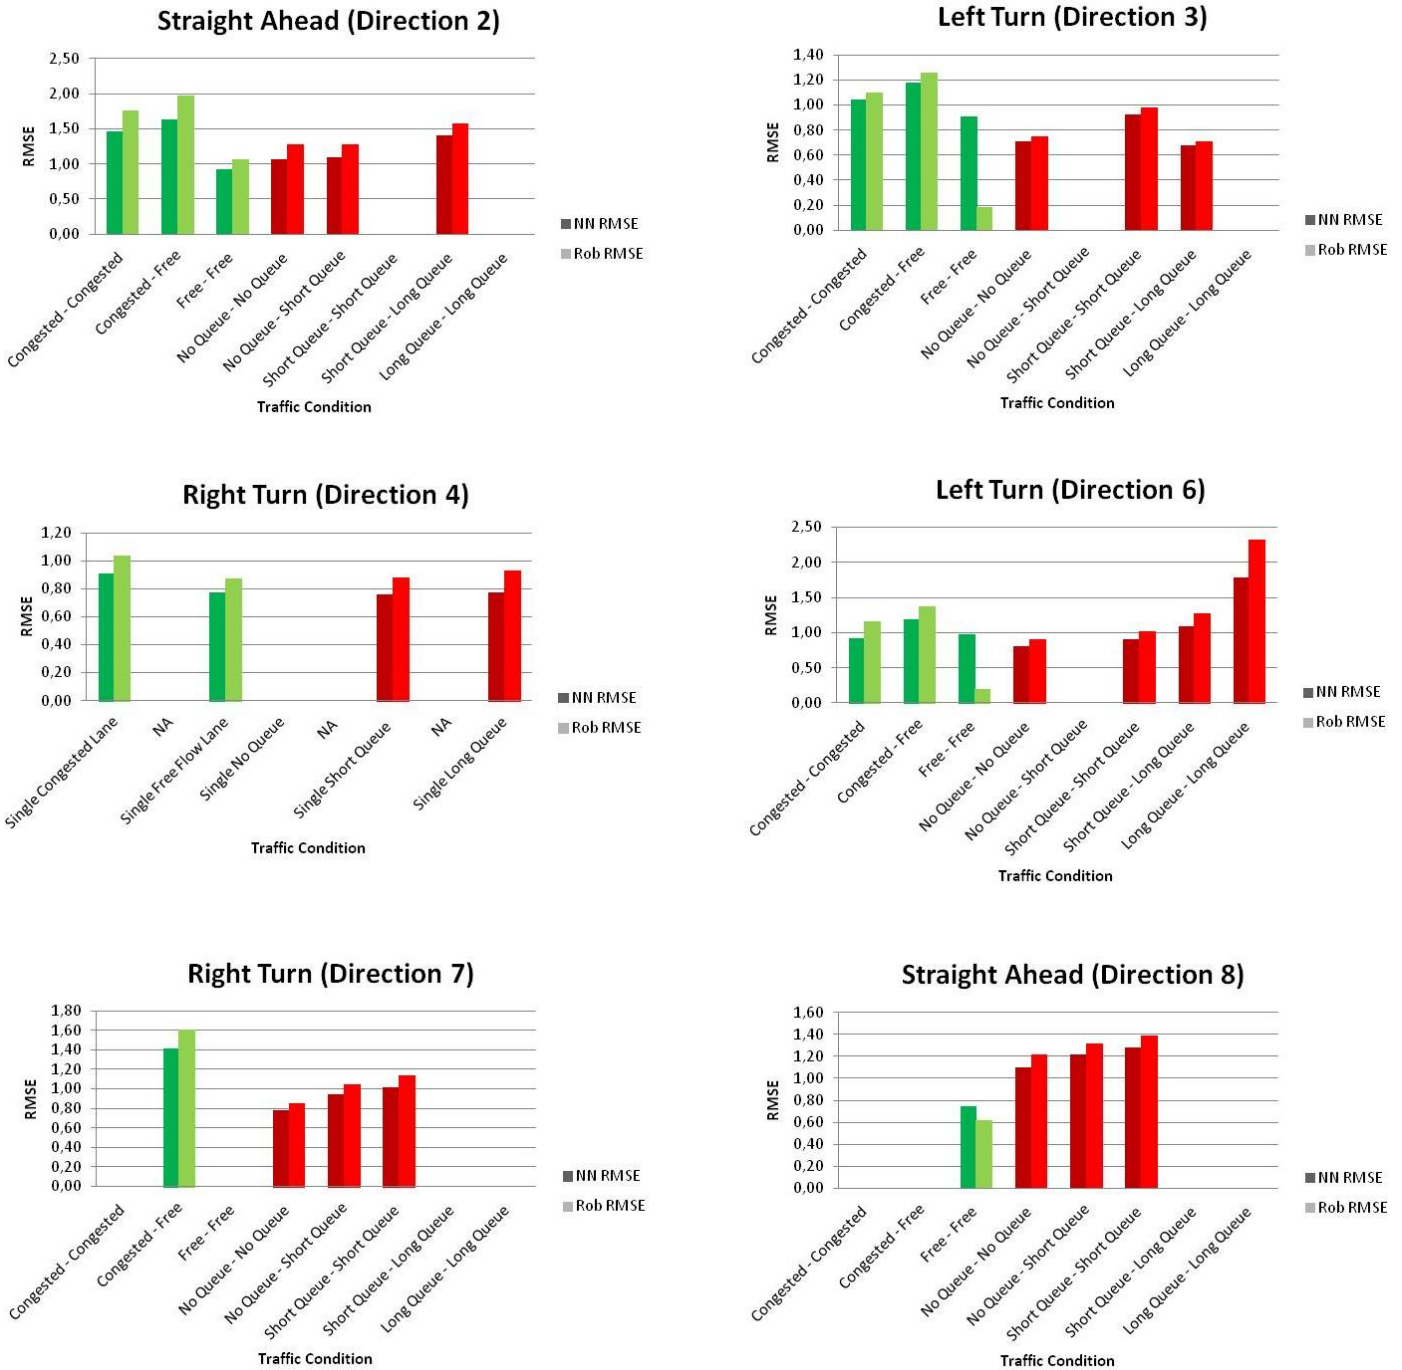 Straight Ahead (Direction 2)
2,50
2,00
1,50
1,00
0,50
0,00
RMSE
Congested - Congested
Congested - Free
Free - Free
No Queue - No Queue
No Queue - Short Queue
Short Queue - Short Queue
Short Queue - Long Queue
Long Queue - Long Queue
Traffic Condition
NN RMSE
Rob RMSE
Left Turn (Direction 3)
1,40
1,20
1,00
0,80
0,60
0,40
0,20
0,00
RMSE
Congested - Congested
Congested - Free
Free - Free
No Queue - No Queue
No Queue - Short Queue
Short Queue - Short Queue
Short Queue - Long Queue
Long Queue - Long Queue
Traffic Condition
NN RMSE
Rob RMSE
Right Turn (Direction 4)
1,20
1,00
0,80
0,60
0,40
0,20
0,00
RMSE
Single Congested Lane
NA
Single Free Flow Lane
Single No Queue
NA
Single Short Queue
NA
Single Long Queue
Traffic Condition
NN RMSE
Rob RMSE
Left Turn (Direction 6)
2,50
2,00
1,50
1,00
0,50
0,00
RMSE
Congested - Congested
Congested - Free
Free - Free
No Queue - No Queue
No Queue - Short Queue
Short Queue - Short Queue
Short Queue - Long Queue
Long Queue - Long Queue
Traffic Condition
NN RMSE
Rob RMSE
Right Turn (Direction 7)
1,80
1,60
1,40
1,20
1,00
0,80
0,60
0,40
0,20
0,00
RMSE
Congested - Congested
Congested - Free
Free - Free
No Queue - No Queue
No Queue - Short Queue
Short Queue - Short Queue
Short Queue - Long Queue
Long Queue - Long Queue
Traffic Condition
NN RMSE
Rob RMSE
Straight Ahead (Direction 8)
1,60
1,40
1,20
1,00
0,80
0,60
0,40
0,20
0,00
RMSE
Congested - Congested
Congested - Free
Free - Free
No Queue - No Queue
No Queue - Short Queue
Short Queue - Short Queue
Short Queue - Long Queue
Long Queue - Long Queue
Traffic Condition
NN RMSE
Rob RMSE